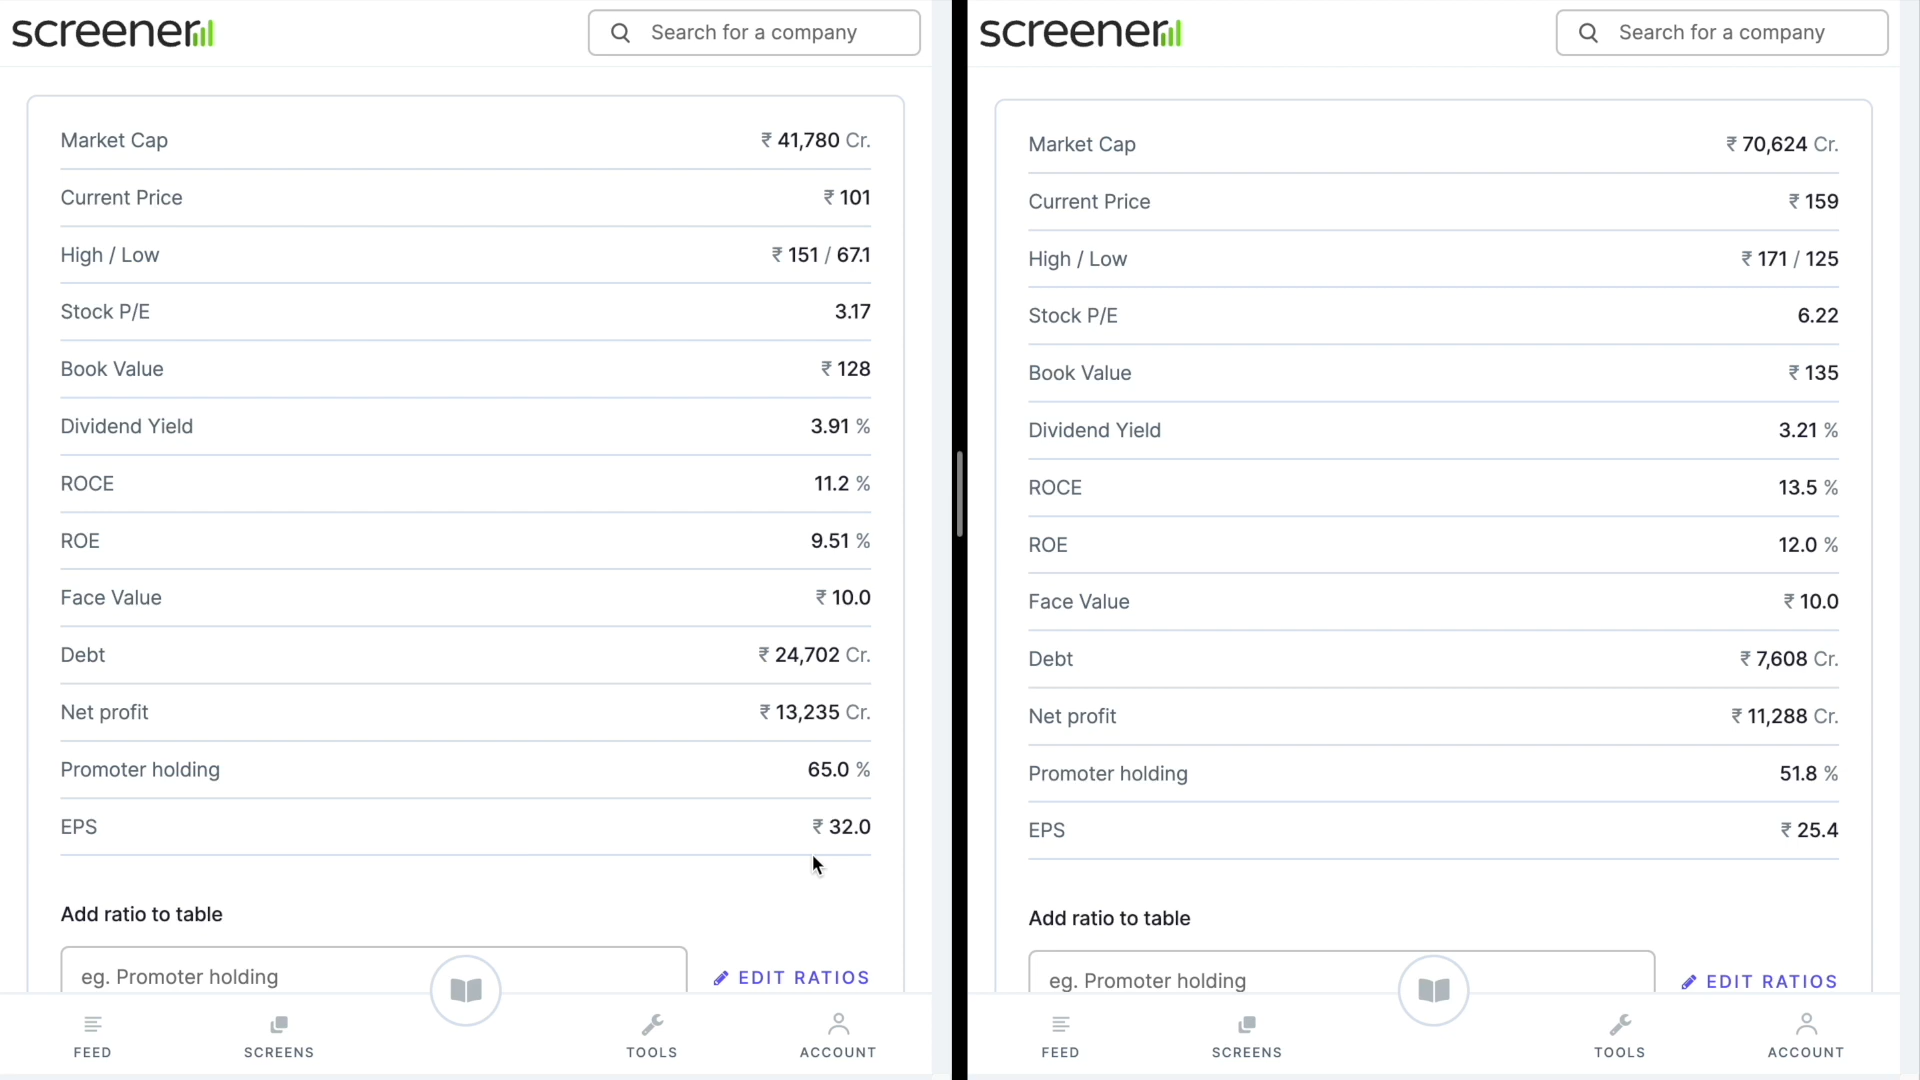 screener
Search for a company
Market Cap ₹ 41,780 Cr.
Current Price ₹ 101
High / Low ₹ 151 / 67.1
Stock P/E 3.17
Book Value ₹ 128
Dividend Yield 3.91 %
ROCE 11.2 %
ROE 9.51 %
Face Value ₹ 10.0
Debt ₹ 24,702 Cr.
Net profit ₹ 13,235 Cr.
Promoter holding 65.0 %
EPS ₹ 32.0
Add ratio to table
eg. Promoter holding
EDIT RATIOS
FEED
SCREENS
TOOLS
ACCOUNT
screener
Search for a company
Market Cap ₹ 70,624 Cr.
Current Price ₹ 159
High / Low ₹ 171 / 125
Stock P/E 6.22
Book Value ₹ 135
Dividend Yield 3.21 %
ROCE 13.5 %
ROE 12.0 %
Face Value ₹ 10.0
Debt ₹ 7,608 Cr.
Net profit ₹ 11,288 Cr.
Promoter holding 51.8 %
EPS ₹ 25.4
Add ratio to table
eg. Promoter holding
EDIT RATIOS
FEED
SCREENS
TOOLS
ACCOUNT